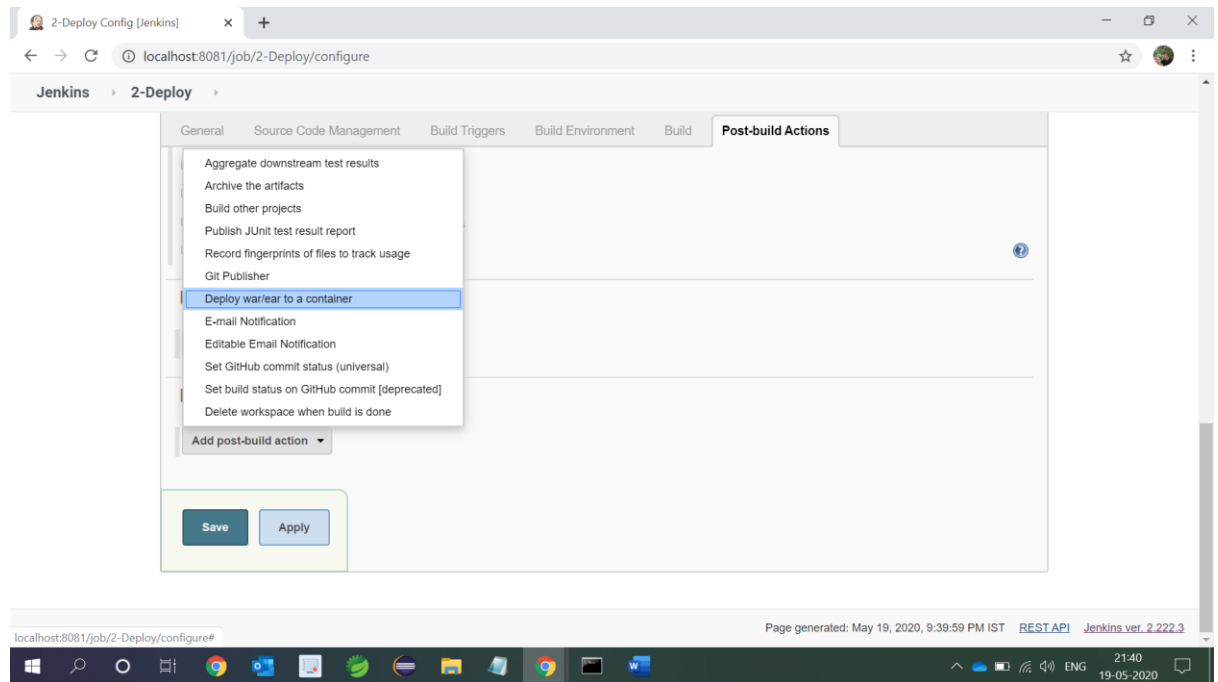 2-Deploy Config [Jenkins]
localhost:8081/job/2-Deploy/configure
Jenkins 2-Deploy
General Source Code Management Build Triggers Build Environment Build Post-build Actions
Aggregate downstream test results
Archive the artifacts
Build other projects
Publish JUnit test result report
Record fingerprints of files to track usage
Git Publisher
Deploy war/ear to a container
E-mail Notification
Editable Email Notification
Set GitHub commit status (universal)
Set build status on GitHub commit [deprecated]
Delete workspace when build is done
Add post-build action
Save Apply
Page generated: May 19, 2020, 9:39:59 PM IST REST API Jenkins ver. 2.222.3
localhost:8081/job/2-Deploy/configure#
ENG 21:40
19-05-2020